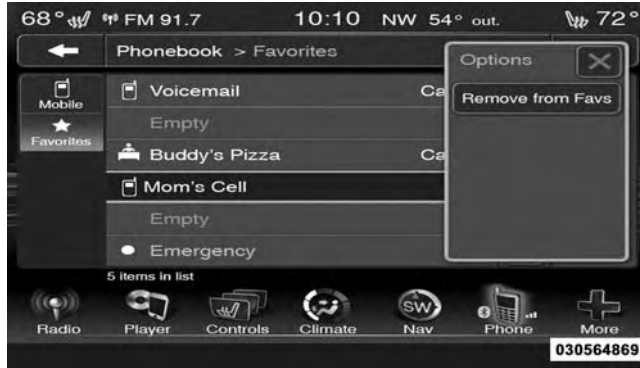 68° FM 91.7 10:10 NW 54° out. 72°
Phonebook > Favorites
Options
Mobile
Voicemail Ca
Remove from Favs
Empty
Favorites
Buddy's Pizza Ca
Mom's Cell
Empty
Emergency
5 items in list
SW
Radio Player Controls Climate Nav Phone More
030564869